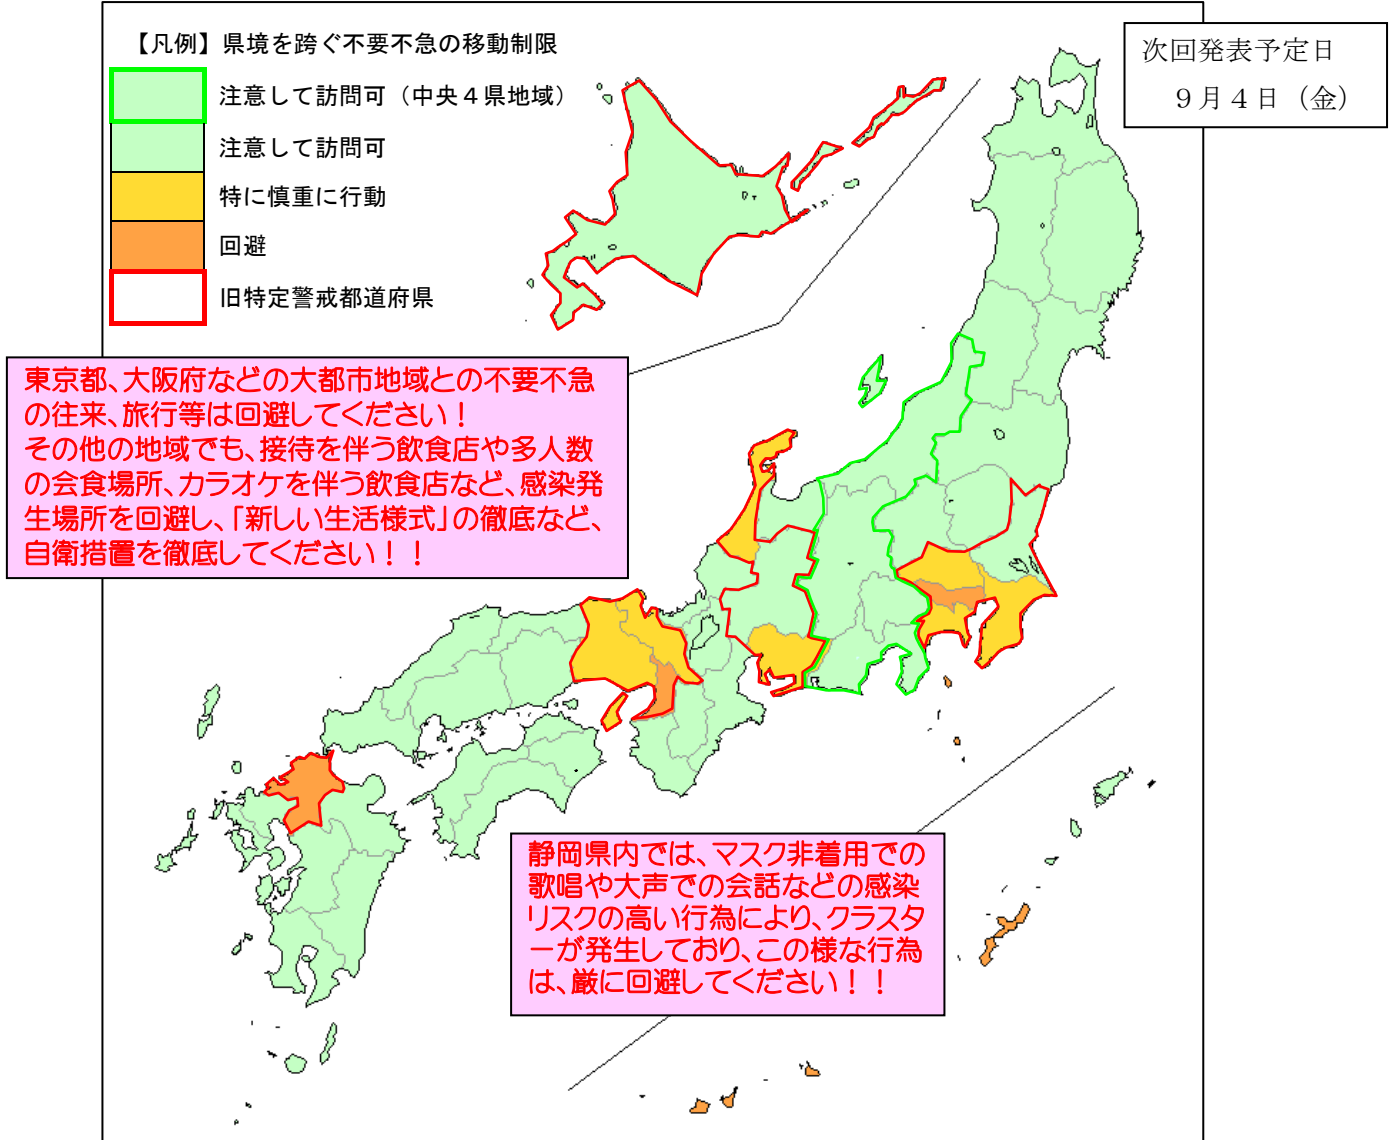 【凡例】県境を跨ぐ不要不急の移動制限
注意して訪問可（中央４県地域）
注意して訪問可
特に慎重に行動
回避
旧特定警戒都道府県
次回発表予定日
９月４日（金）
東京都、大阪府などの大都市地域との不要不急
の往来、旅行等は回避してください！
その他の地域でも、接待を伴う飲食店や多人数
の会食場所、カラオケを伴う飲食店など、感染発
生場所を回避し、「新しい生活様式」の徹底など、
自衛措置を徹底してください！！
静岡県内では、マスク非着用での
歌唱や大声での会話などの感染
リスクの高い行為により、クラスタ
ーが発生しており、この様な行為
は、厳に回避してください！！